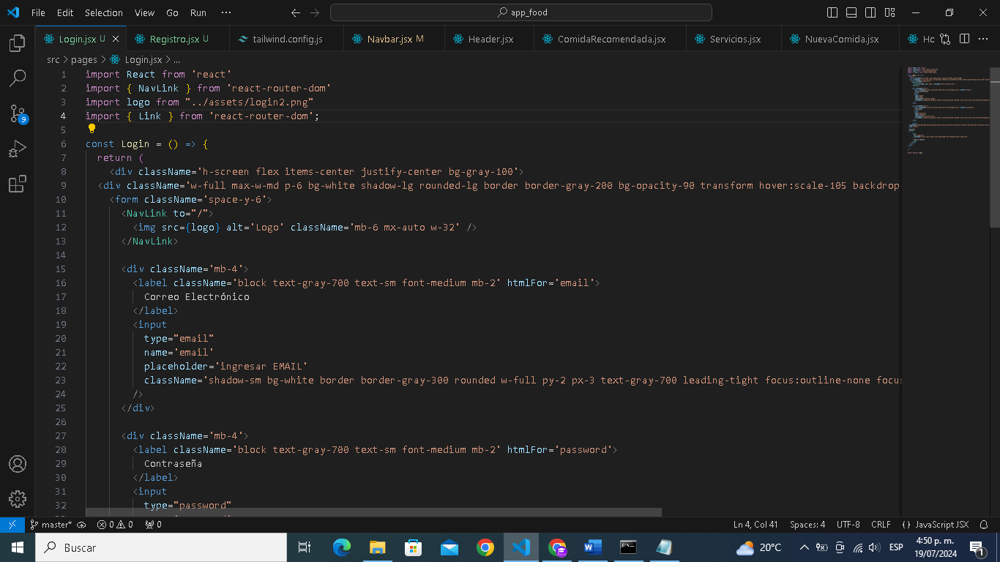 File Edit Selection View Go Run ··· app_food
Login.jsx U Registro.jsx U tailwind.config.js Navbar.jsx M Header.jsx ComidaRecomendada.jsx Servicios.jsx NuevaComida.jsx Hc ···
src > pages > Login.jsx > ...
1 import React from 'react'
2 import { NavLink } from 'react-router-dom'
3 import logo from "../assets/login2.png"
4 import { Link } from 'react-router-dom';
5
6 const Login = () => {
7 return (
8 <div className='h-screen flex items-center justify-center bg-gray-100'>
9 <div className='w-full max-w-md p-6 bg-white shadow-lg rounded-lg border border-gray-200 bg-opacity-90 transform hover:scale-105 backdrop-
10 <form className='space-y-6'>
11 <NavLink to="/">
12 <img src={logo} alt='Logo' className='mb-6 mx-auto w-32' />
13 </NavLink>
14
15 <div className='mb-4'>
16 <label className='block text-gray-700 text-sm font-medium mb-2' htmlFor='email'>
17 Correo Electrónico
18 </label>
19 <input
20 type="email"
21 name='email'
22 placeholder='ingresar EMAIL'
23 className='shadow-sm bg-white border border-gray-300 rounded w-full py-2 px-3 text-gray-700 leading-tight focus:outline-none focus
24 />
25 </div>
26
27 <div className='mb-4'>
28 <label className='block text-gray-700 text-sm font-medium mb-2' htmlFor='password'>
29 Contraseña
30 </label>
31 <input
32 type="password"
9
master* 0 0 0 Ln 4, Col 41 Spaces: 4 UTF-8 CRLF {} JavaScript JSX
Buscar 20°C ESP 4:50 p. m. 19/07/2024 1